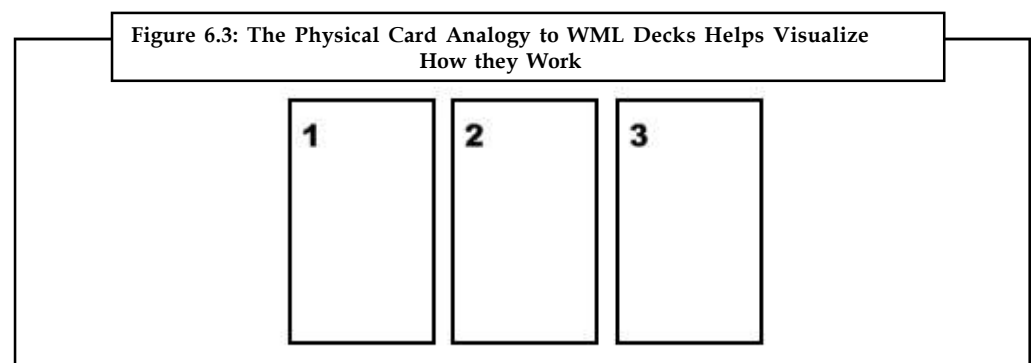 Figure 6.3: The Physical Card Analogy to WML Decks Helps Visualize
How they Work
1 2 3